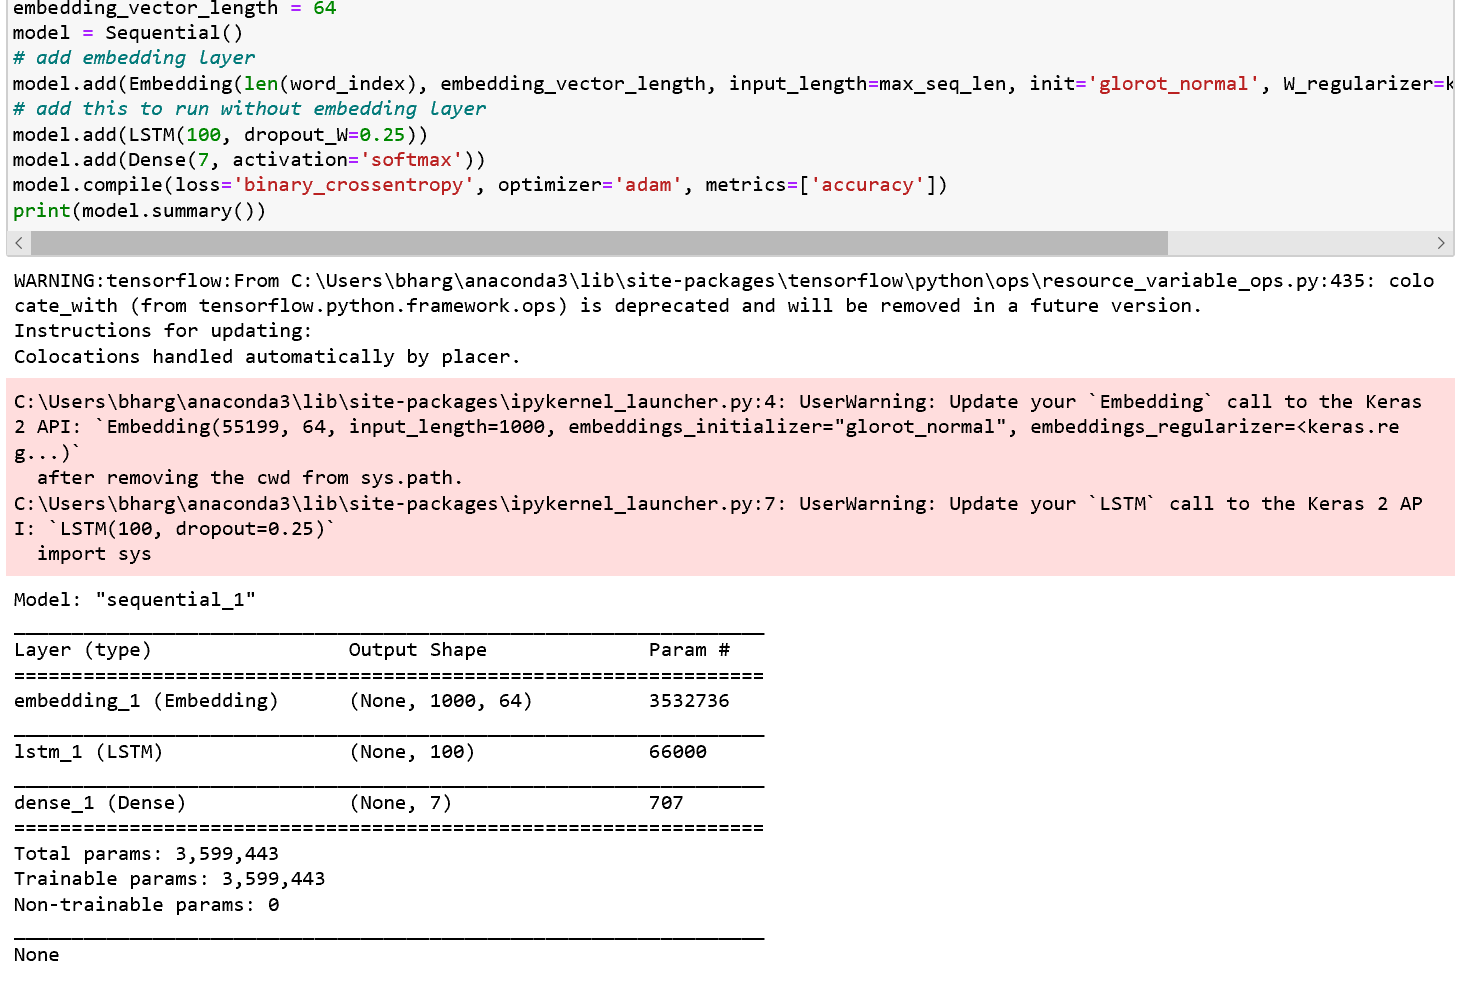 embedding_vector_length = 64
model = Sequential()
# add embedding layer
model.add(Embedding(len(word_index), embedding_vector_length, input_length=max_seq_len, init='glorot_normal', W_regularizer=k
# add this to run without embedding layer
model.add(LSTM(100, dropout_W=0.25))
model.add(Dense(7, activation='softmax'))
model.compile(loss='binary_crossentropy', optimizer='adam', metrics=['accuracy'])
print(model.summary())
WARNING:tensorflow:From C:\Users\bharg\anaconda3\lib\site-packages\tensorflow\python\ops\resource_variable_ops.py:435: colo
cate_with (from tensorflow.python.framework.ops) is deprecated and will be removed in a future version.
Instructions for updating:
Colocations handled automatically by placer.
C:\Users\bharg\anaconda3\lib\site-packages\ipykernel_launcher.py:4: UserWarning: Update your `Embedding` call to the Keras
2 API: `Embedding(55199, 64, input_length=1000, embeddings_initializer="glorot_normal", embeddings_regularizer=<keras.re
g...)`
  after removing the cwd from sys.path.
C:\Users\bharg\anaconda3\lib\site-packages\ipykernel_launcher.py:7: UserWarning: Update your `LSTM` call to the Keras 2 AP
I: `LSTM(100, dropout=0.25)`
  import sys
Model: "sequential_1"
_________________________________________________________________
Layer (type)                 Output Shape              Param #
=================================================================
embedding_1 (Embedding)      (None, 1000, 64)          3532736
_________________________________________________________________
lstm_1 (LSTM)                (None, 100)               66000
_________________________________________________________________
dense_1 (Dense)              (None, 7)                 707
=================================================================
Total params: 3,599,443
Trainable params: 3,599,443
Non-trainable params: 0
_________________________________________________________________
None